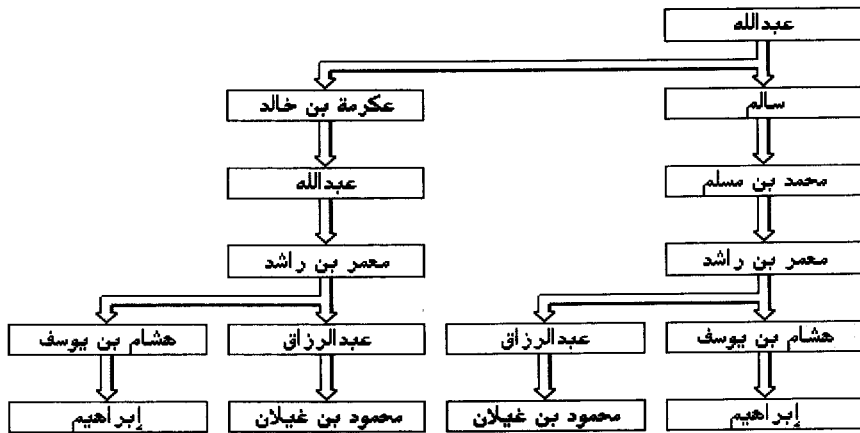 عبدالله
سالم
عكرمة بن خالد
محمد بن مسلم
عبدالله
معمر بن راشد
معمر بن راشد
هشام بن يوسف
عبدالرزاق
عبدالرزاق
هشام بن يوسف
إبراهيم
محمود بن غيلان
محمود بن غيلان
إبراهيم